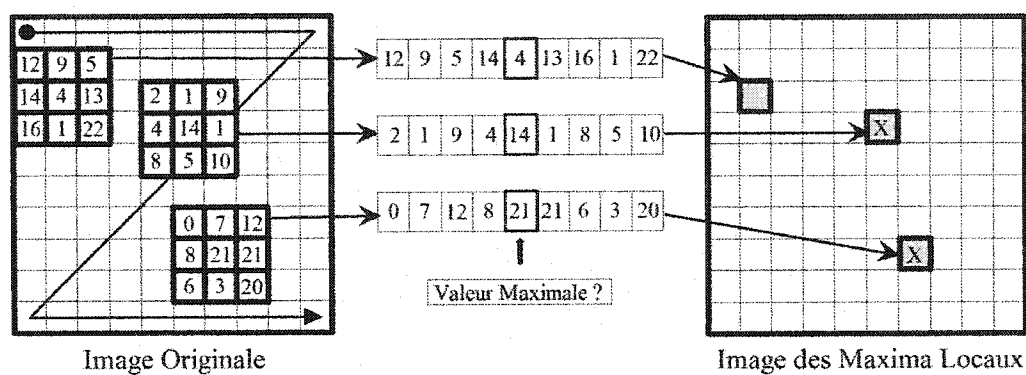 12 9 5
14 4 13
16 1 22
2 1 9
4 14 1
8 5 10
0 7 12
8 21 21
6 3 20
12 9 5 14 4 13 16 1 22
2 1 9 4 14 1 8 5 10
0 7 12 8 21 21 6 3 20
Valeur Maximale ?
X
X
Image Originale
Image des Maxima Locaux